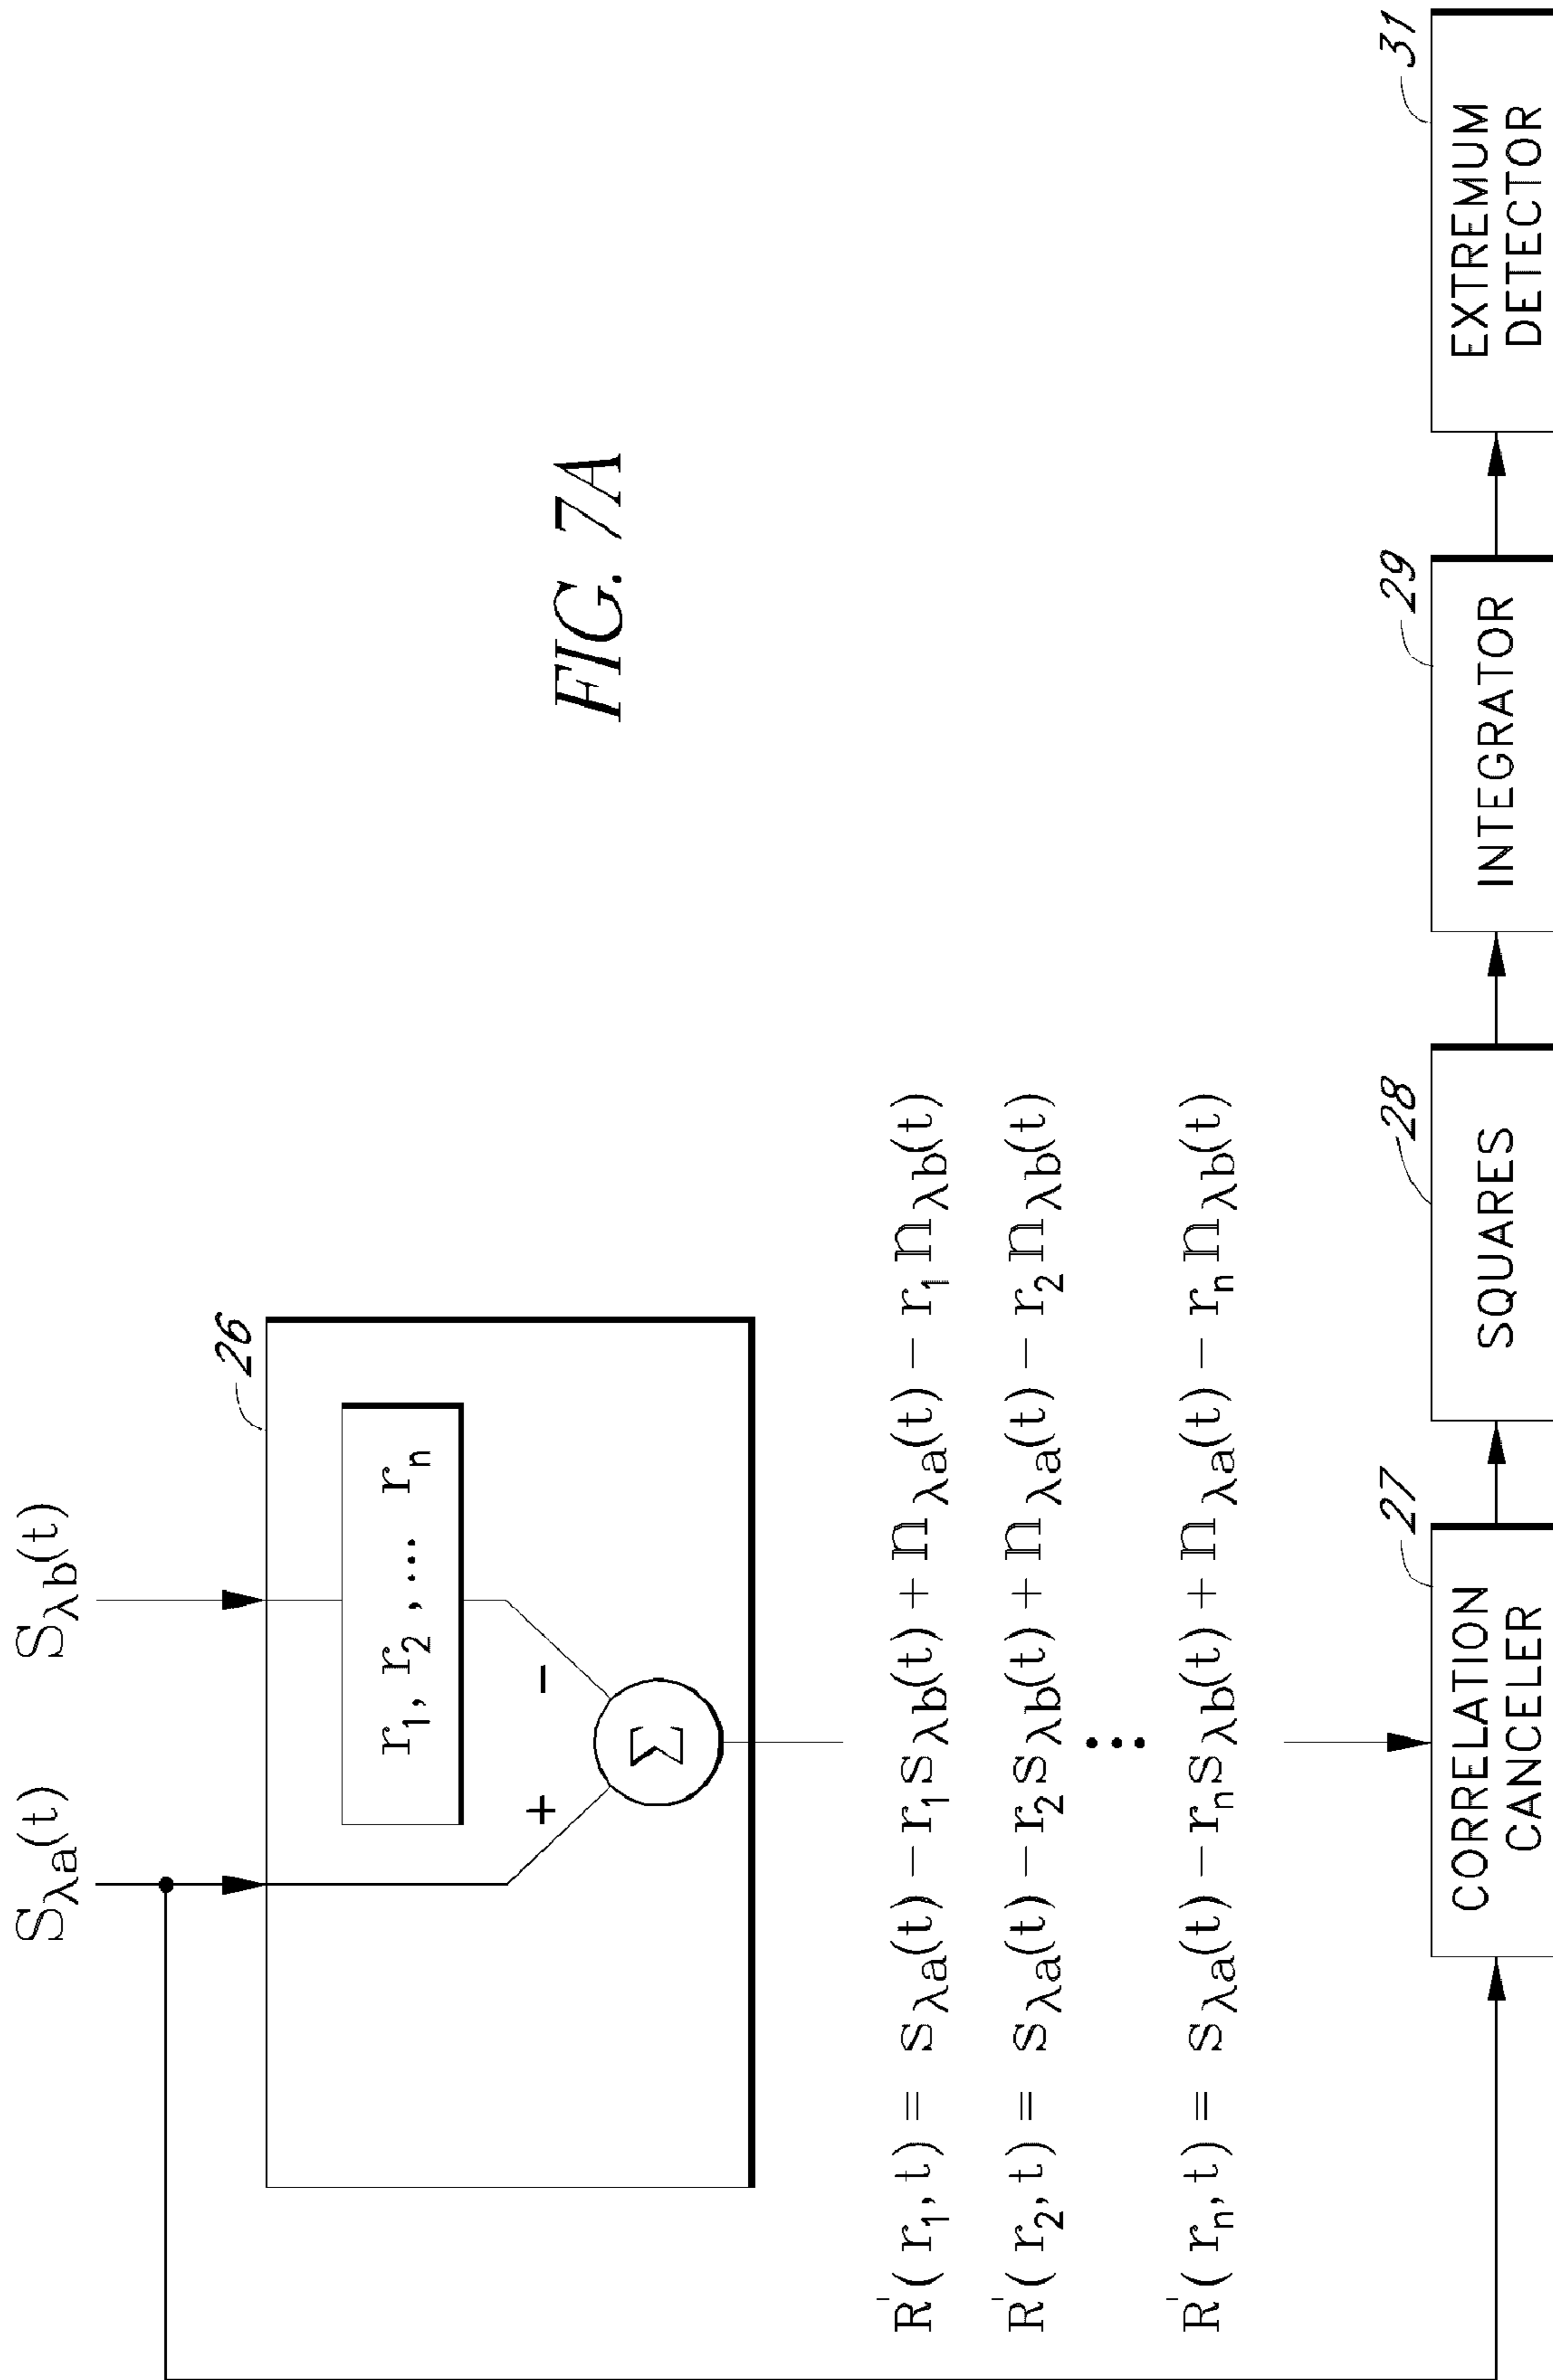 S_λa(t)
S_λb(t)
26
r_1, r_2, ... r_n
+
−
Σ
R'(r_1, t) = s_λa(t) − r_1 s_λb(t) + n_λa(t) − r_1 n_λb(t)
R'(r_2, t) = s_λa(t) − r_2 s_λb(t) + n_λa(t) − r_2 n_λb(t)
⋮
R'(r_n, t) = s_λa(t) − r_n s_λb(t) + n_λa(t) − r_n n_λb(t)
FIG. 7A
27
CORRELATION
CANCELER
28
SQUARES
29
INTEGRATOR
31
EXTREMUM
DETECTOR